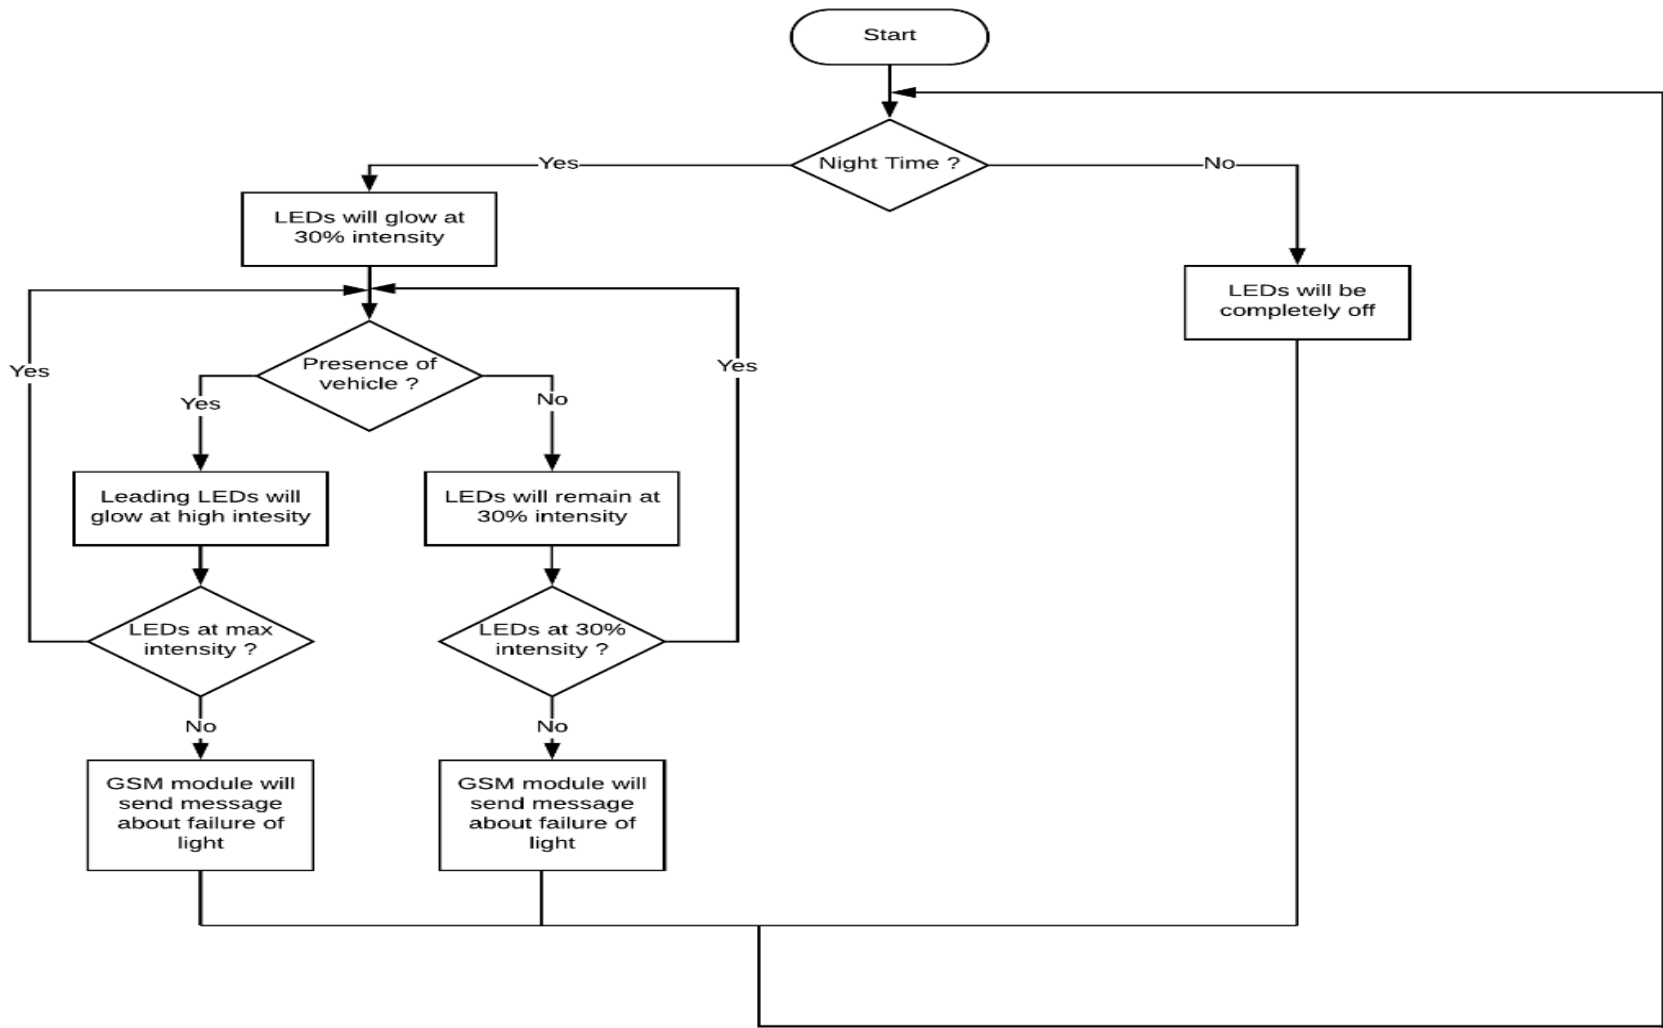 Start
Night Time ?
Yes
No
LEDs will glow at
30% intensity
LEDs will be
completely off
Presence of
vehicle ?
Yes
Yes
Yes
No
Leading LEDs will
glow at high intesity
LEDs will remain at
30% intensity
LEDs at max
intensity ?
LEDs at 30%
intensity ?
No
No
GSM module will
send message
about failure of
light
GSM module will
send message
about failure of
light